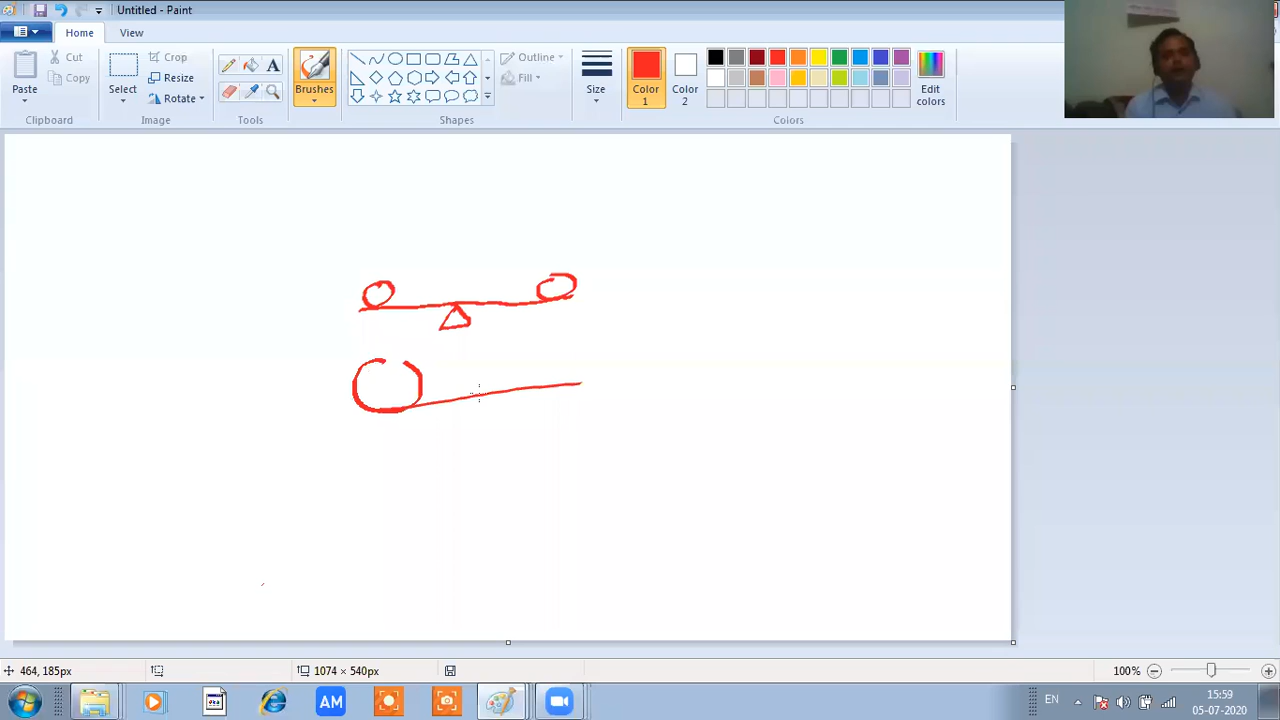 Untitled - Paint
Home
View
Paste
Cut
Copy
Clipboard
Select
Crop
Resize
Rotate
Image
Tools
Brushes
Shapes
Outline
Fill
Size
Color
1
Color
2
Edit
colors
Colors
464, 185px
1074 × 540px
100%
AM
EN
15:59
05-07-2020